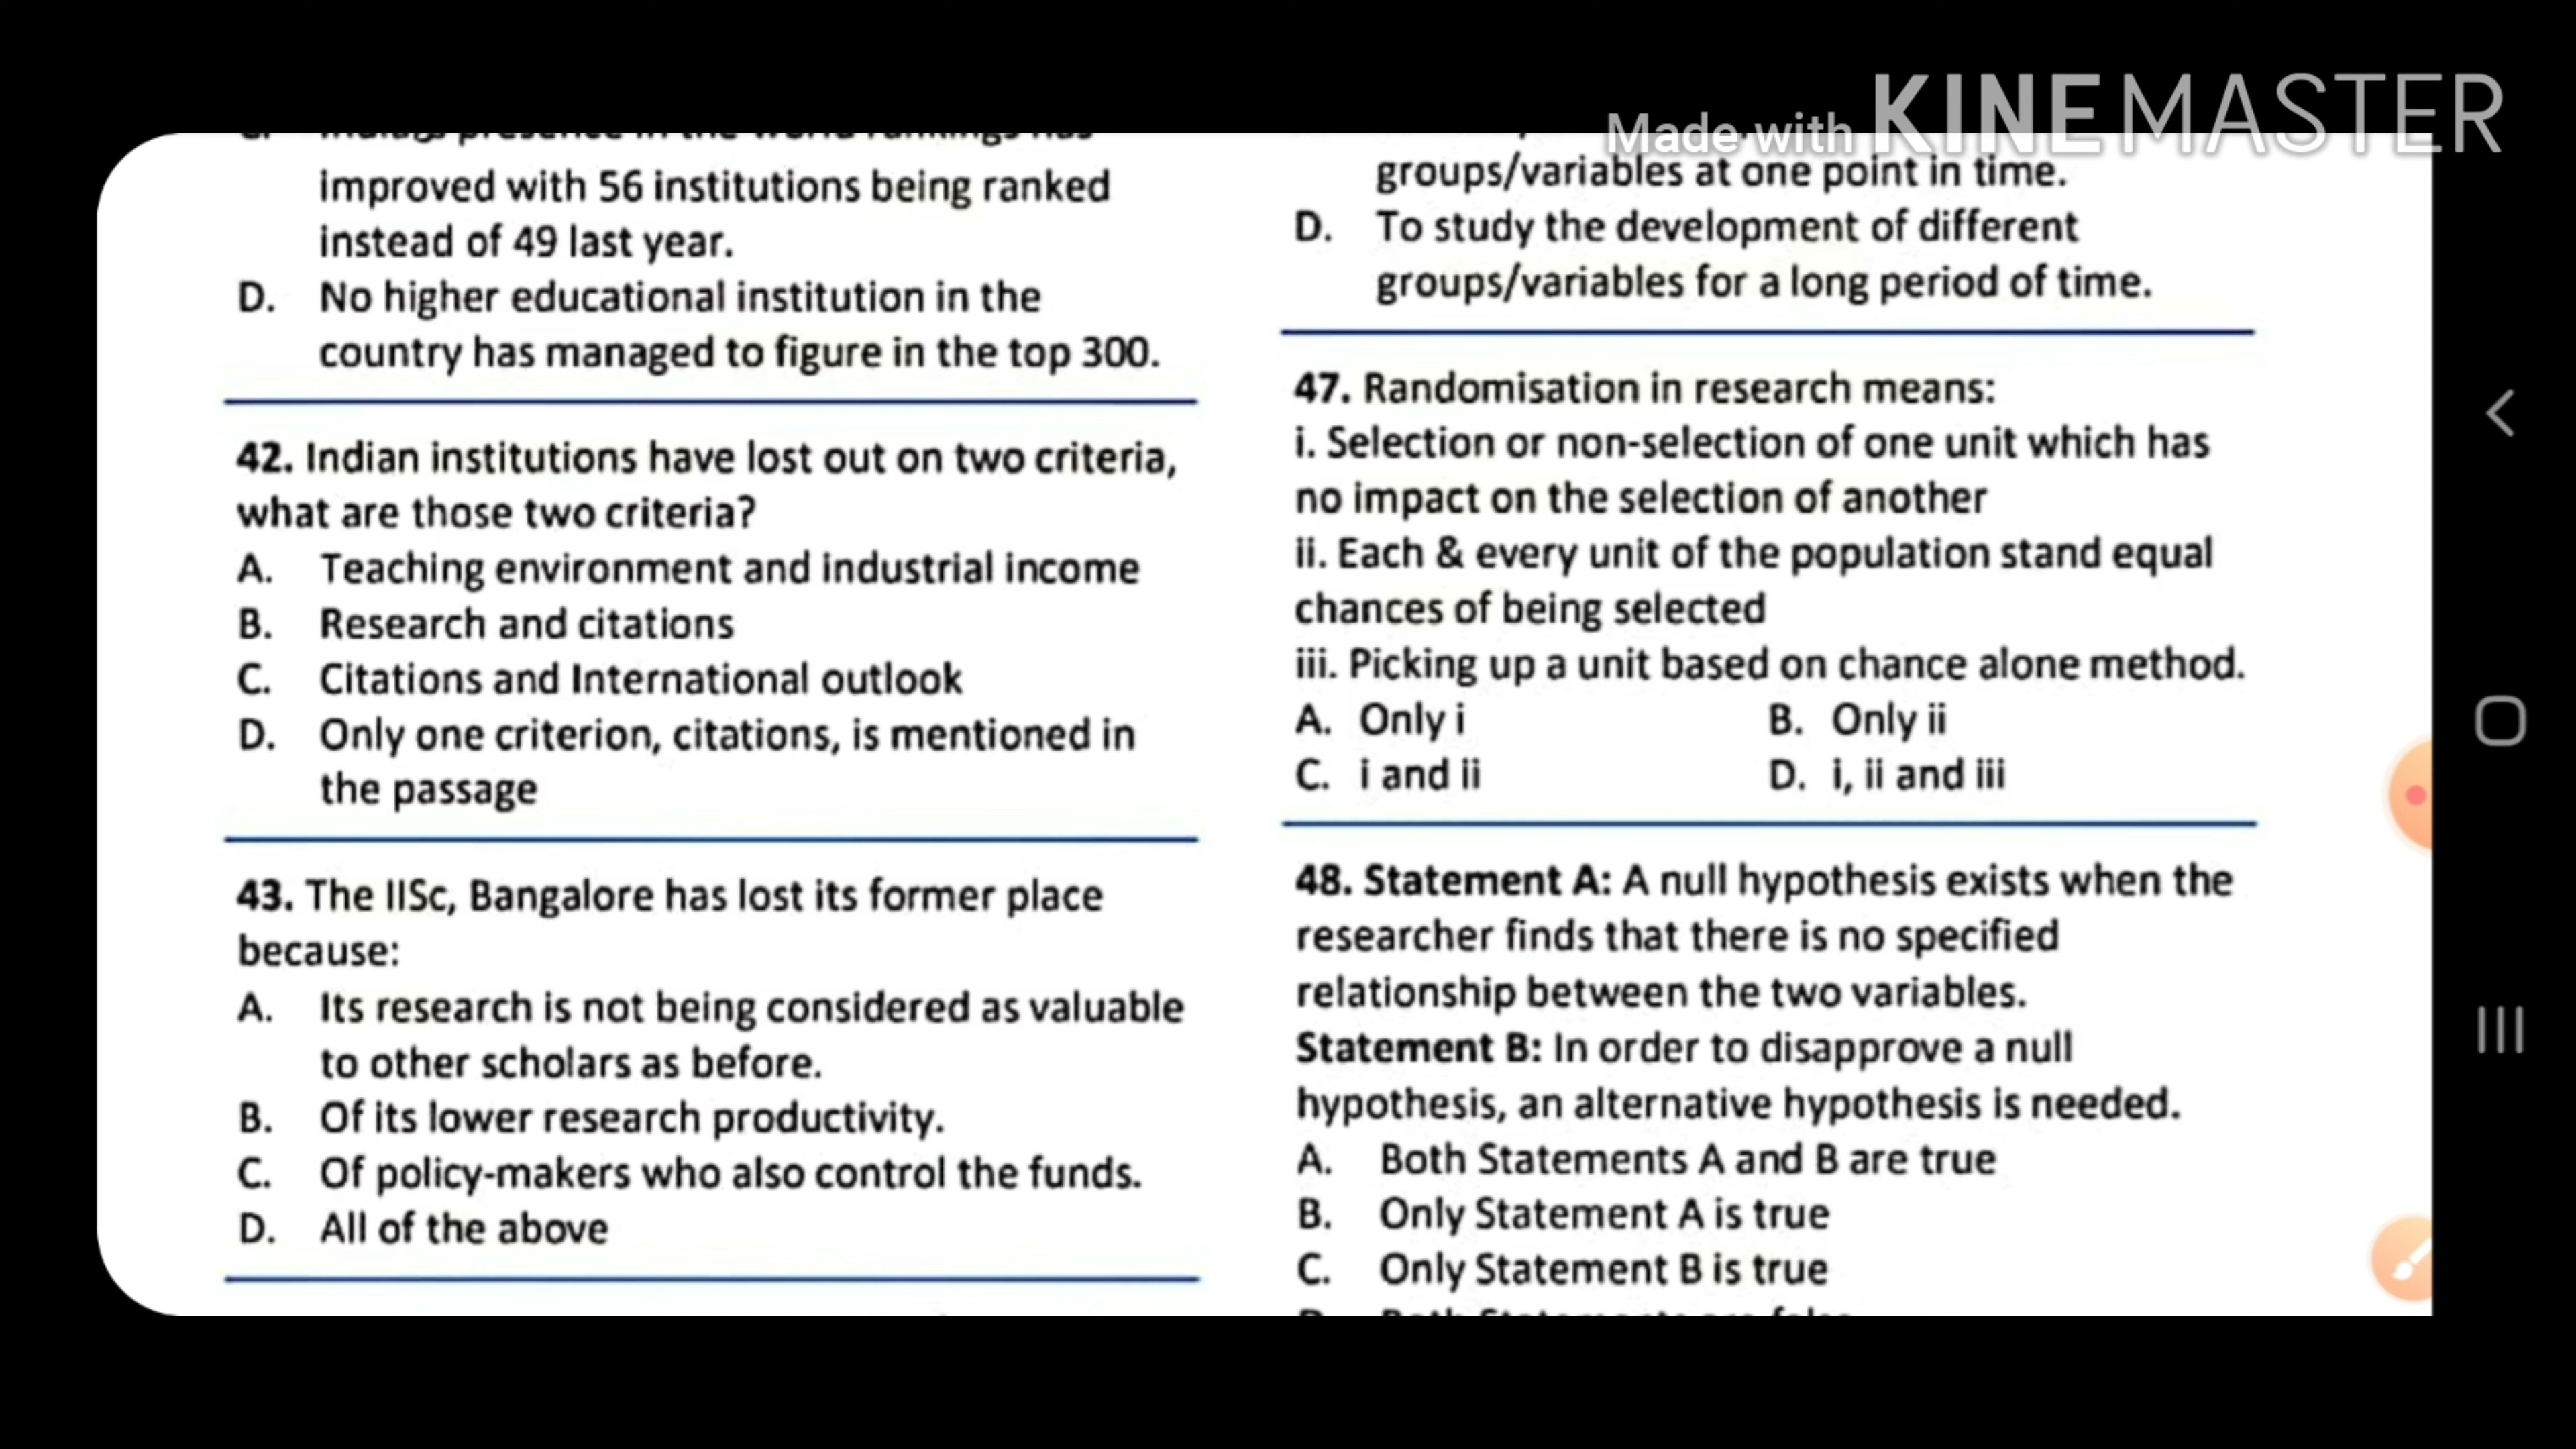 Made with KINEMASTER
improved with 56 institutions being ranked
instead of 49 last year.
D. No higher educational institution in the
country has managed to figure in the top 300.
42. Indian institutions have lost out on two criteria,
what are those two criteria?
A. Teaching environment and industrial income
B. Research and citations
C. Citations and International outlook
D. Only one criterion, citations, is mentioned in
the passage
43. The IISc, Bangalore has lost its former place
because:
A. Its research is not being considered as valuable
to other scholars as before.
B. Of its lower research productivity.
C. Of policy-makers who also control the funds.
D. All of the above
groups/variables at one point in time.
D. To study the development of different
groups/variables for a long period of time.
47. Randomisation in research means:
i. Selection or non-selection of one unit which has
no impact on the selection of another
ii. Each & every unit of the population stand equal
chances of being selected
iii. Picking up a unit based on chance alone method.
A. Only i B. Only ii
C. i and ii D. i, ii and iii
48. Statement A: A null hypothesis exists when the
researcher finds that there is no specified
relationship between the two variables.
Statement B: In order to disapprove a null
hypothesis, an alternative hypothesis is needed.
A. Both Statements A and B are true
B. Only Statement A is true
C. Only Statement B is true